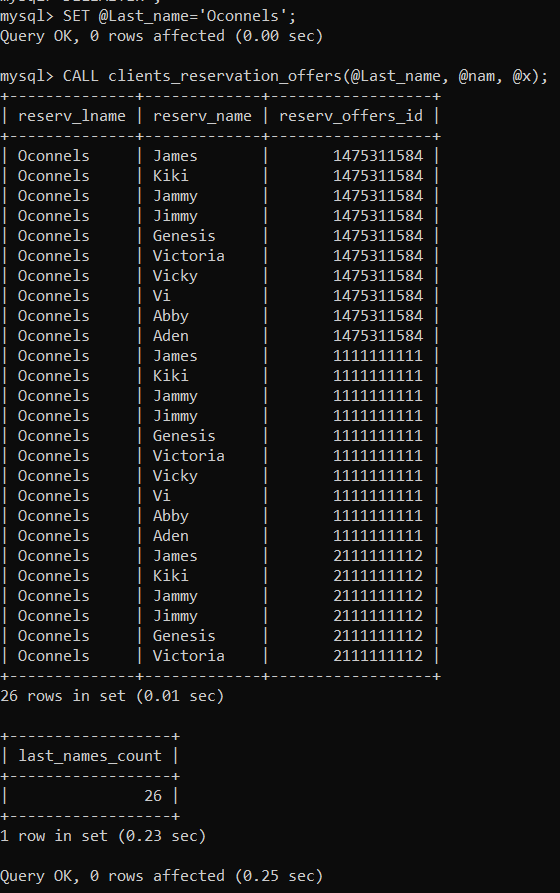 mysql> SET @Last_name='Oconnels';
Query OK, 0 rows affected (0.00 sec)
mysql> CALL clients_reservation_offers(@Last_name, @nam, @x);
+--------------+-------------+------------------+
| reserv_lname | reserv_name | reserv_offers_id |
+--------------+-------------+------------------+
| Oconnels     | James       |       1475311584 |
| Oconnels     | Kiki        |       1475311584 |
| Oconnels     | Jammy       |       1475311584 |
| Oconnels     | Jimmy       |       1475311584 |
| Oconnels     | Genesis     |       1475311584 |
| Oconnels     | Victoria    |       1475311584 |
| Oconnels     | Vicky       |       1475311584 |
| Oconnels     | Vi          |       1475311584 |
| Oconnels     | Abby        |       1475311584 |
| Oconnels     | Aden        |       1475311584 |
| Oconnels     | James       |       1111111111 |
| Oconnels     | Kiki        |       1111111111 |
| Oconnels     | Jammy       |       1111111111 |
| Oconnels     | Jimmy       |       1111111111 |
| Oconnels     | Genesis     |       1111111111 |
| Oconnels     | Victoria    |       1111111111 |
| Oconnels     | Vicky       |       1111111111 |
| Oconnels     | Vi          |       1111111111 |
| Oconnels     | Abby        |       1111111111 |
| Oconnels     | Aden        |       1111111111 |
| Oconnels     | James       |       2111111112 |
| Oconnels     | Kiki        |       2111111112 |
| Oconnels     | Jammy       |       2111111112 |
| Oconnels     | Jimmy       |       2111111112 |
| Oconnels     | Genesis     |       2111111112 |
| Oconnels     | Victoria    |       2111111112 |
+--------------+-------------+------------------+
26 rows in set (0.01 sec)
+------------------+
| last_names_count |
+------------------+
|               26 |
+------------------+
1 row in set (0.23 sec)
Query OK, 0 rows affected (0.25 sec)